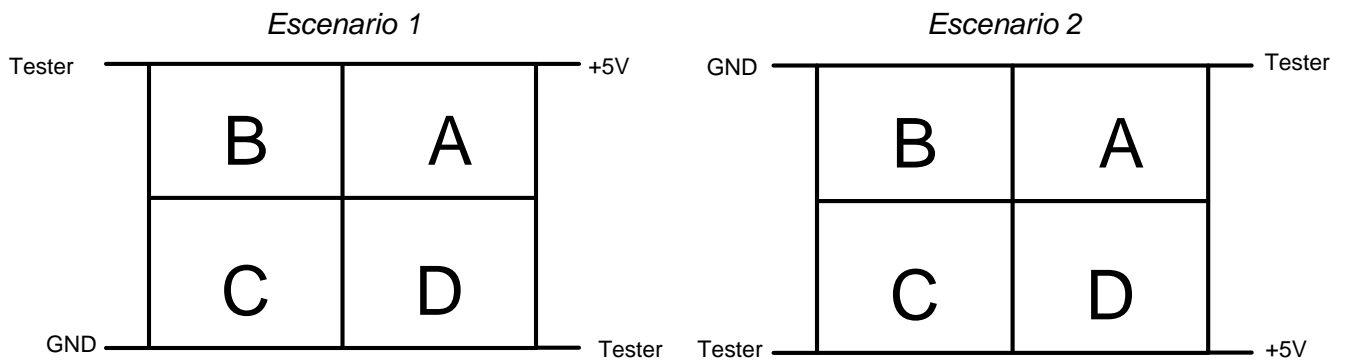 Escenario 1
Tester
+5V
B
A
C
D
GND
Tester
Escenario 2
GND
Tester
B
A
C
D
Tester
+5V